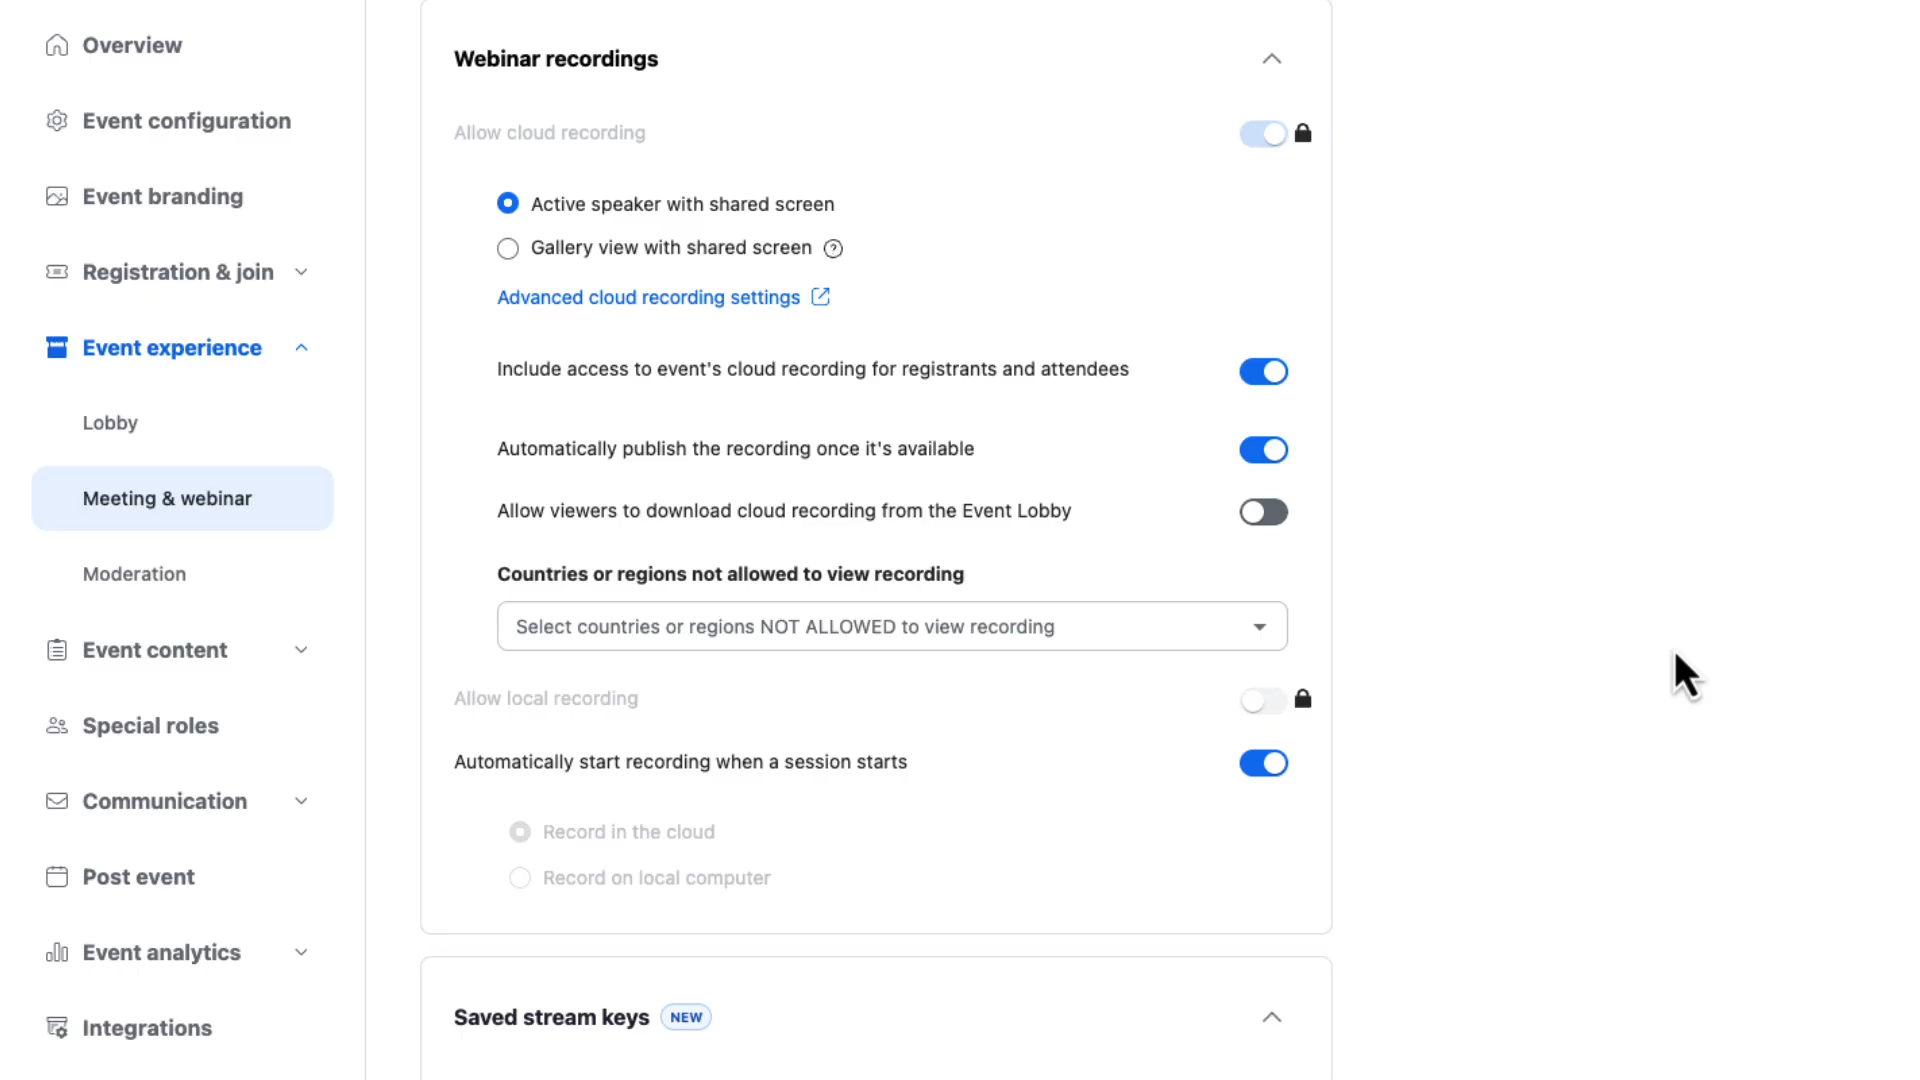 Overview
Event configuration
Event branding
Registration & join
Event experience
Lobby
Meeting & webinar
Moderation
Event content
Special roles
Communication
Post event
Event analytics
Integrations
Webinar recordings
Allow cloud recording
Active speaker with shared screen
Gallery view with shared screen
Advanced cloud recording settings
Include access to event's cloud recording for registrants and attendees
Automatically publish the recording once it's available
Allow viewers to download cloud recording from the Event Lobby
Countries or regions not allowed to view recording
Select countries or regions NOT ALLOWED to view recording
Allow local recording
Automatically start recording when a session starts
Record in the cloud
Record on local computer
Saved stream keys NEW